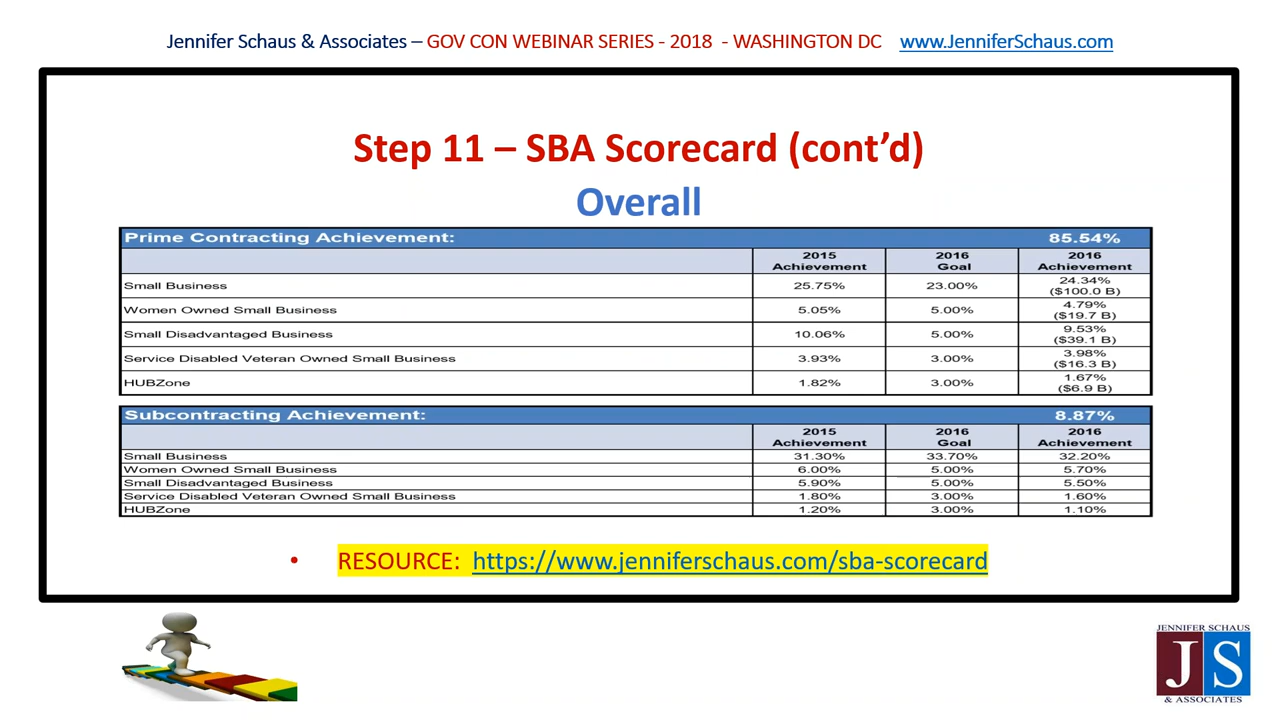 Jennifer Schaus & Associates – GOV CON WEBINAR SERIES - 2018 - WASHINGTON DC www.JenniferSchaus.com
Step 11 – SBA Scorecard (cont’d)
Overall
Prime Contracting Achievement: 85.54%
2015 Achievement 2016 Goal 2016 Achievement
Small Business 25.75% 23.00% 24.34% ($100.0 B)
Women Owned Small Business 5.05% 5.00% 4.79% ($19.7 B)
Small Disadvantaged Business 10.06% 5.00% 9.53% ($39.1 B)
Service Disabled Veteran Owned Small Business 3.93% 3.00% 3.98% ($16.3 B)
HUBZone 1.82% 3.00% 1.67% ($6.9 B)
Subcontracting Achievement: 8.87%
2015 Achievement 2016 Goal 2016 Achievement
Small Business 31.30% 33.70% 32.20%
Women Owned Small Business 6.00% 5.00% 5.70%
Small Disadvantaged Business 5.90% 5.00% 5.50%
Service Disabled Veteran Owned Small Business 1.80% 3.00% 1.60%
HUBZone 1.20% 3.00% 1.10%
• RESOURCE: https://www.jenniferschaus.com/sba-scorecard
JENNIFER SCHAUS
J S
& ASSOCIATES